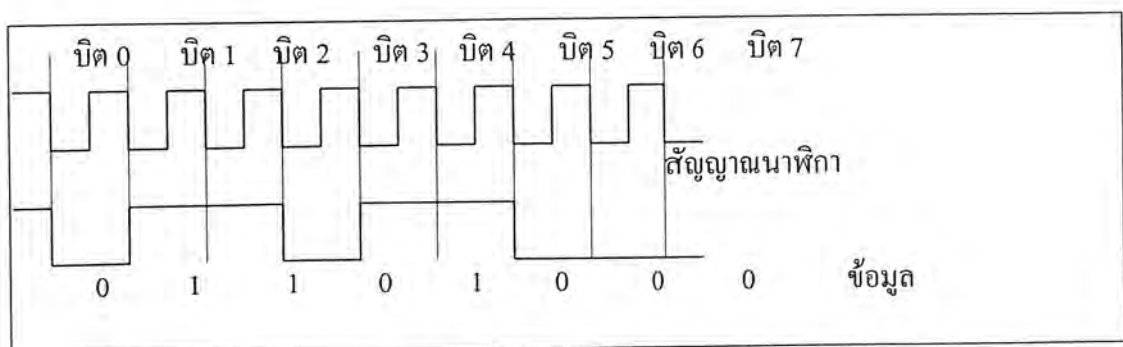 บิต 0 บิต 1 บิต 2 บิต 3 บิต 4 บิต 5 บิต 6 บิต 7
สัญญาณนาฬิกา
0 1 1 0 1 0 0 0 ข้อมูล